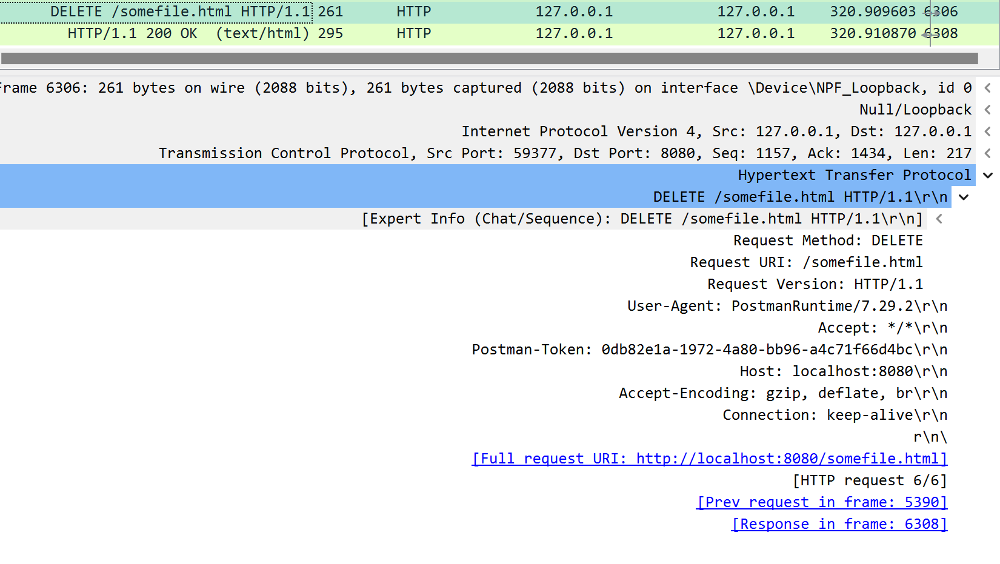 DELETE /somefile.html HTTP/1.1 261 HTTP 127.0.0.1 127.0.0.1 320.909603 6306
HTTP/1.1 200 OK (text/html) 295 HTTP 127.0.0.1 127.0.0.1 320.910870 6308
Frame 6306: 261 bytes on wire (2088 bits), 261 bytes captured (2088 bits) on interface \Device\NPF_Loopback, id 0
Null/Loopback
Internet Protocol Version 4, Src: 127.0.0.1, Dst: 127.0.0.1
Transmission Control Protocol, Src Port: 59377, Dst Port: 8080, Seq: 1157, Ack: 1434, Len: 217
Hypertext Transfer Protocol
DELETE /somefile.html HTTP/1.1\r\n
[Expert Info (Chat/Sequence): DELETE /somefile.html HTTP/1.1\r\n]
Request Method: DELETE
Request URI: /somefile.html
Request Version: HTTP/1.1
User-Agent: PostmanRuntime/7.29.2\r\n
Accept: */*\r\n
Postman-Token: 0db82e1a-1972-4a80-bb96-a4c71f66d4bc\r\n
Host: localhost:8080\r\n
Accept-Encoding: gzip, deflate, br\r\n
Connection: keep-alive\r\n
r\n\
[Full request URI: http://localhost:8080/somefile.html]
[HTTP request 6/6]
[Prev request in frame: 5390]
[Response in frame: 6308]